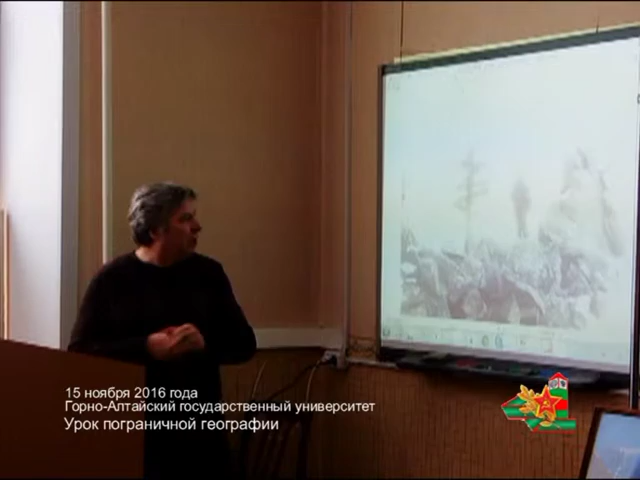 15 ноября 2016 года
Горно-Алтайский государственный университет
Урок пограничной географии